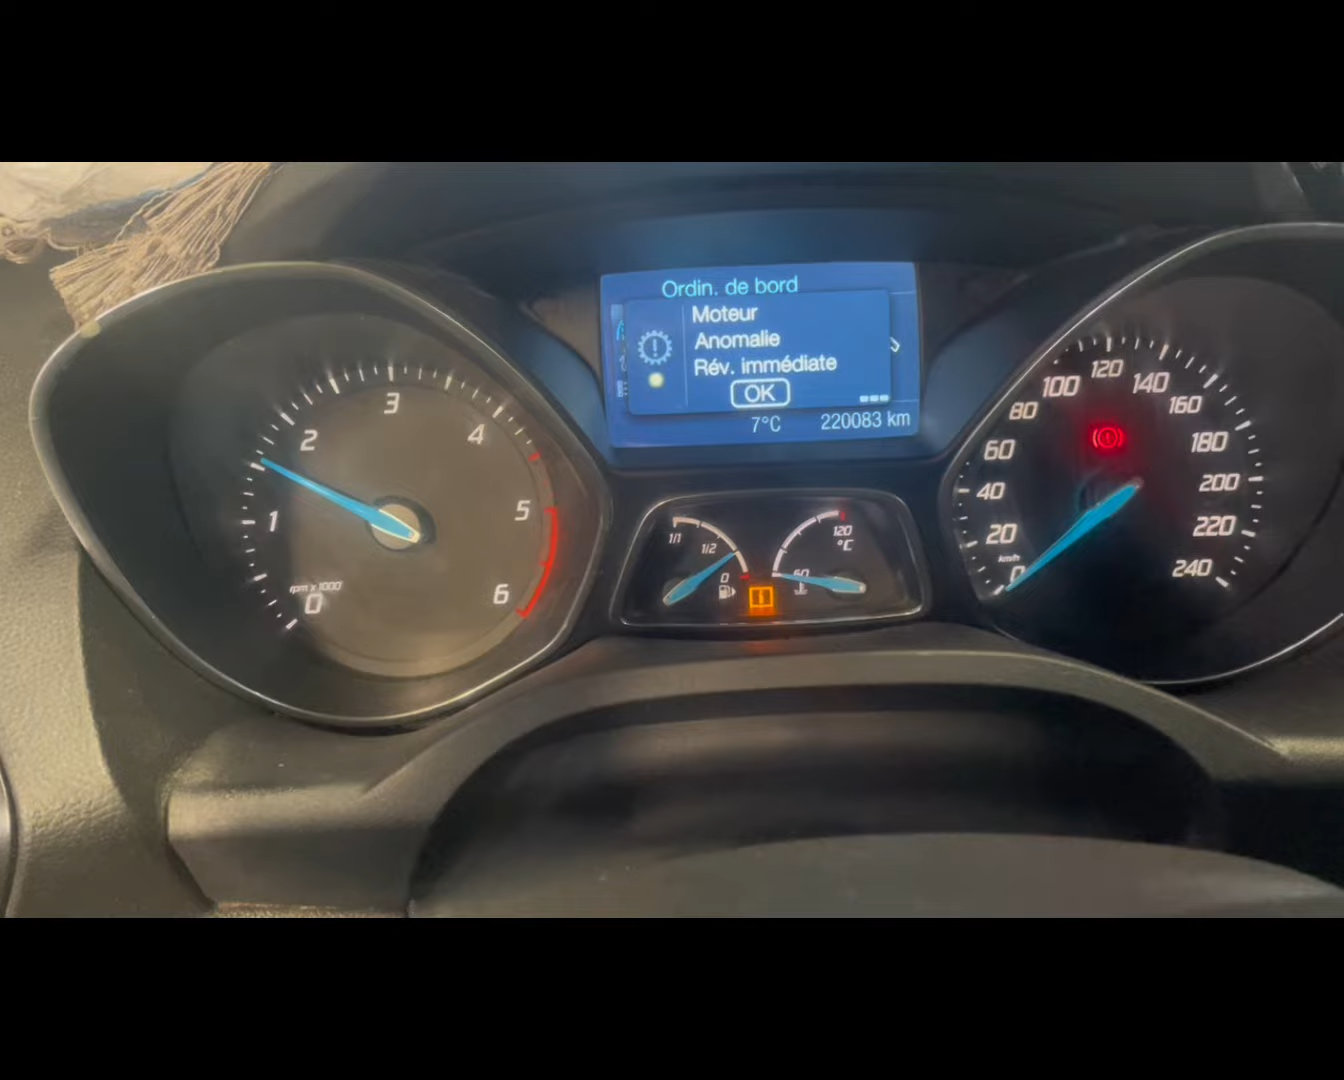 Ordin. de bord
Moteur
Anomalie
Rév. immédiate
OK
7°C
220083 km
0
1
2
3
4
5
6
rpm x 1000
1/1
1/2
0
60
120
°C
0
20
40
60
80
100
120
140
160
180
200
220
240
km/h